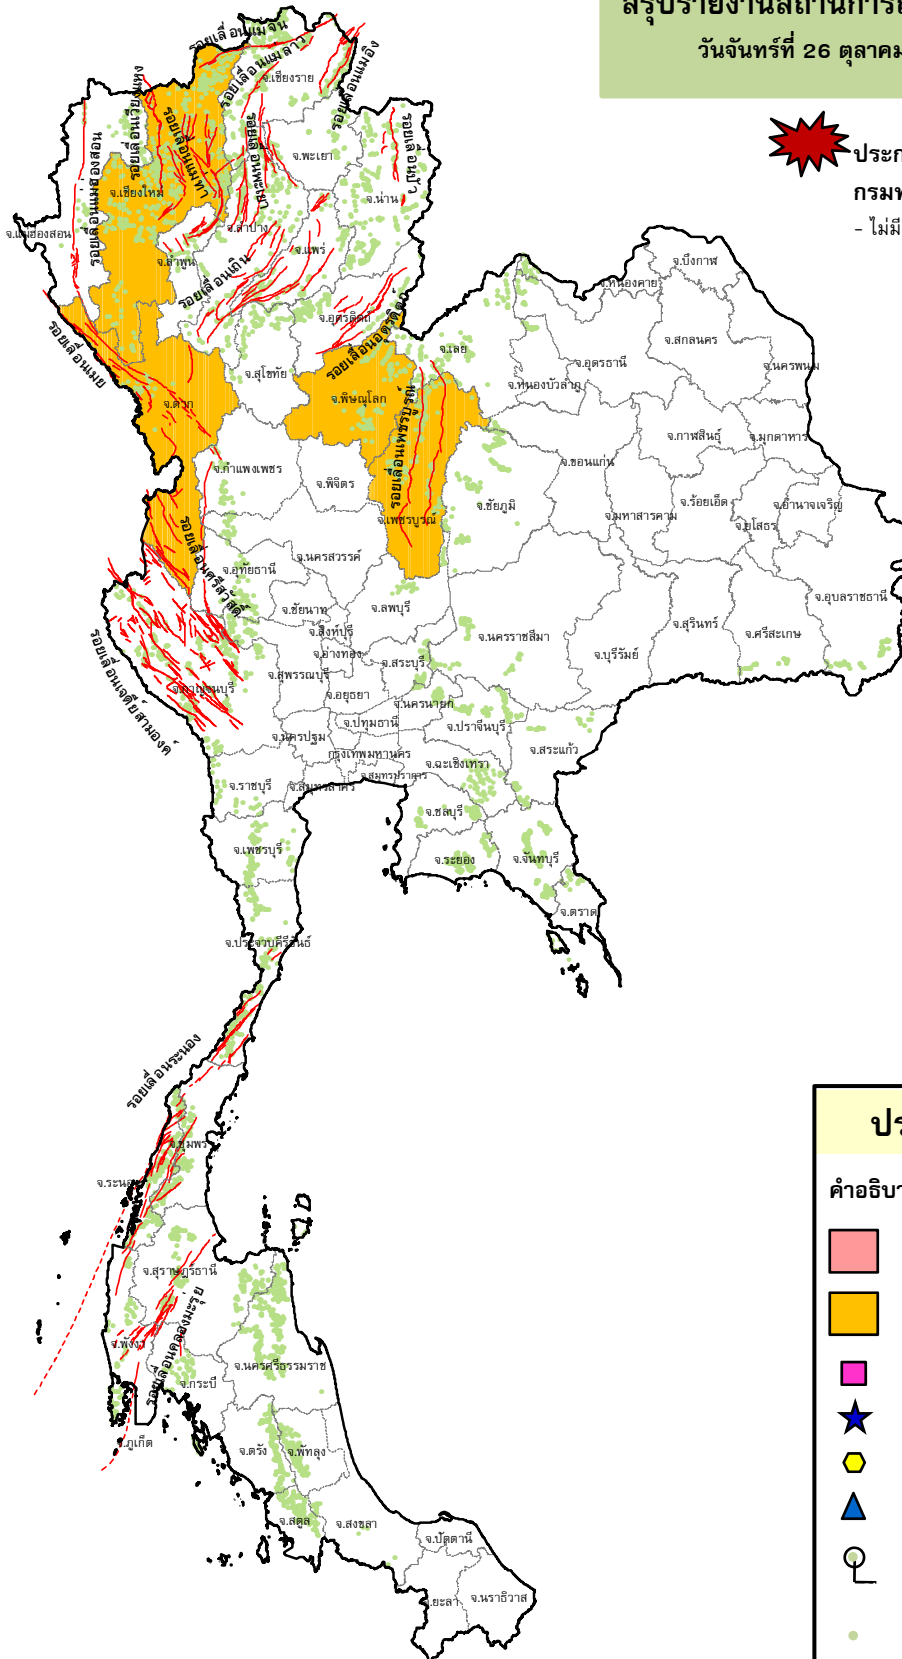 วันจันทร์ที่ 26 ตุลาคม
- ไม่มี
รอยเลื่อนแม่จัน
รอยเลื่อนแม่ลาว
จ.เชียงราย
รอยเลื่อนแม่อิง
รอยเลื่อนเวียงแหง
รอยเลื่อนแม่ฮ่องสอน
รอยเลื่อนแม่ทา
รอยเลื่อนพะเยา
จ.พะเยา
รอยเลื่อนปัว
จ.เชียงใหม่
จ.น่าน
จ.แม่ฮ่องสอน
จ.ลำปาง
จ.ลำพูน
จ.แพร่
รอยเลื่อนเถิน
จ.บึงกาฬ
จ.หนองคาย
รอยเลื่อนเมย
จ.อุตรดิตถ์
รอยเลื่อนอุตรดิตถ์
จ.เลย
จ.สกลนคร
จ.อุดรธานี
จ.นครพนม
จ.สุโขทัย
จ.หนองบัวลำภู
จ.ตาก
จ.พิษณุโลก
รอยเลื่อนเพชรบูรณ์
จ.กาฬสินธุ์
จ.มุกดาหาร
จ.กำแพงเพชร
จ.พิจิตร
จ.ขอนแก่น
จ.ชัยภูมิ
จ.ร้อยเอ็ด
จ.อำนาจเจริญ
จ.เพชรบูรณ์
จ.มหาสารคาม
จ.ยโสธร
รอยเลื่อนศรีสวัสดิ์
จ.นครสวรรค์
จ.อุทัยธานี
จ.อุบลราชธานี
จ.ชัยนาท
จ.ลพบุรี
จ.สิงห์บุรี
จ.นครราชสีมา
จ.สุรินทร์
จ.ศรีสะเกษ
จ.อ่างทอง
จ.สระบุรี
จ.บุรีรัมย์
รอยเลื่อนเจดีย์สามองค์
จ.สุพรรณบุรี
จ.กาญจนบุรี
จ.อยุธยา
จ.นครนายก
จ.ปทุมธานี
จ.ปราจีนบุรี
จ.นครปฐม
กรุงเทพมหานคร
จ.สระแก้ว
จ.ฉะเชิงเทรา
จ.สมุทรปราการ
จ.ราชบุรี
จ.สมุทรสาคร
จ.ชลบุรี
จ.เพชรบุรี
จ.ระยอง
จ.จันทบุรี
จ.ตราด
จ.ประจวบคีรีขันธ์
รอยเลื่อนระนอง
จ.ชุมพร
จ.ระนอง
คำอธิบา
จ.สุราษฎร์ธานี
รอยเลื่อนคลองมะรุ่ย
จ.พังงา
จ.นครศรีธรรมราช
จ.กระบี่
จ.ภูเก็ต
จ.ตรัง
จ.พัทลุง
จ.สตูล
จ.สงขลา
จ.ปัตตานี
จ.ยะลา
จ.นราธิวาส